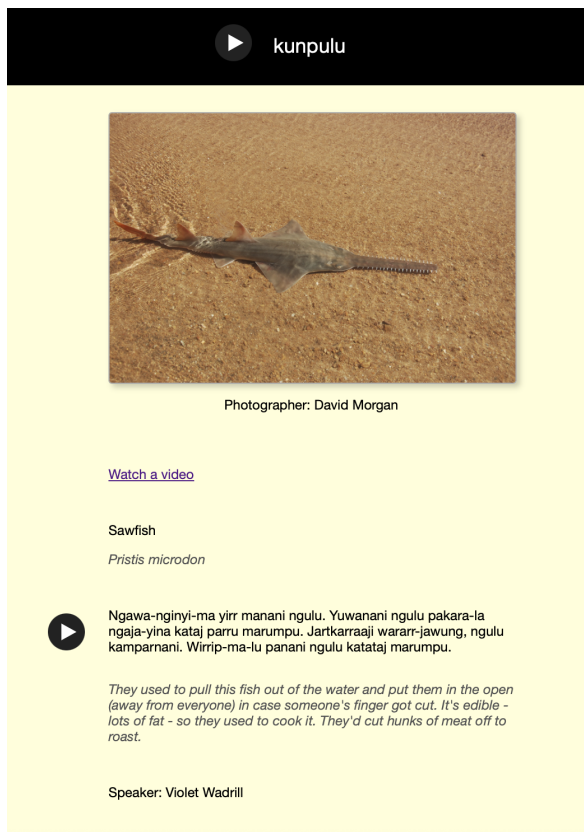 kunpulu
Photographer: David Morgan
Watch a video
Sawfish
Pristis microdon
Ngawa-nginyi-ma yirr manani ngulu. Yuwanani ngulu pakara-la
ngaja-yina kataj parru marumpu. Jartkarraaji wararr-jawung, ngulu
kamparnani. Wirrip-ma-lu panani ngulu katataj marumpu.
They used to pull this fish out of the water and put them in the open
(away from everyone) in case someone's finger got cut. It's edible -
lots of fat - so they used to cook it. They'd cut hunks of meat off to
roast.
Speaker: Violet Wadrill